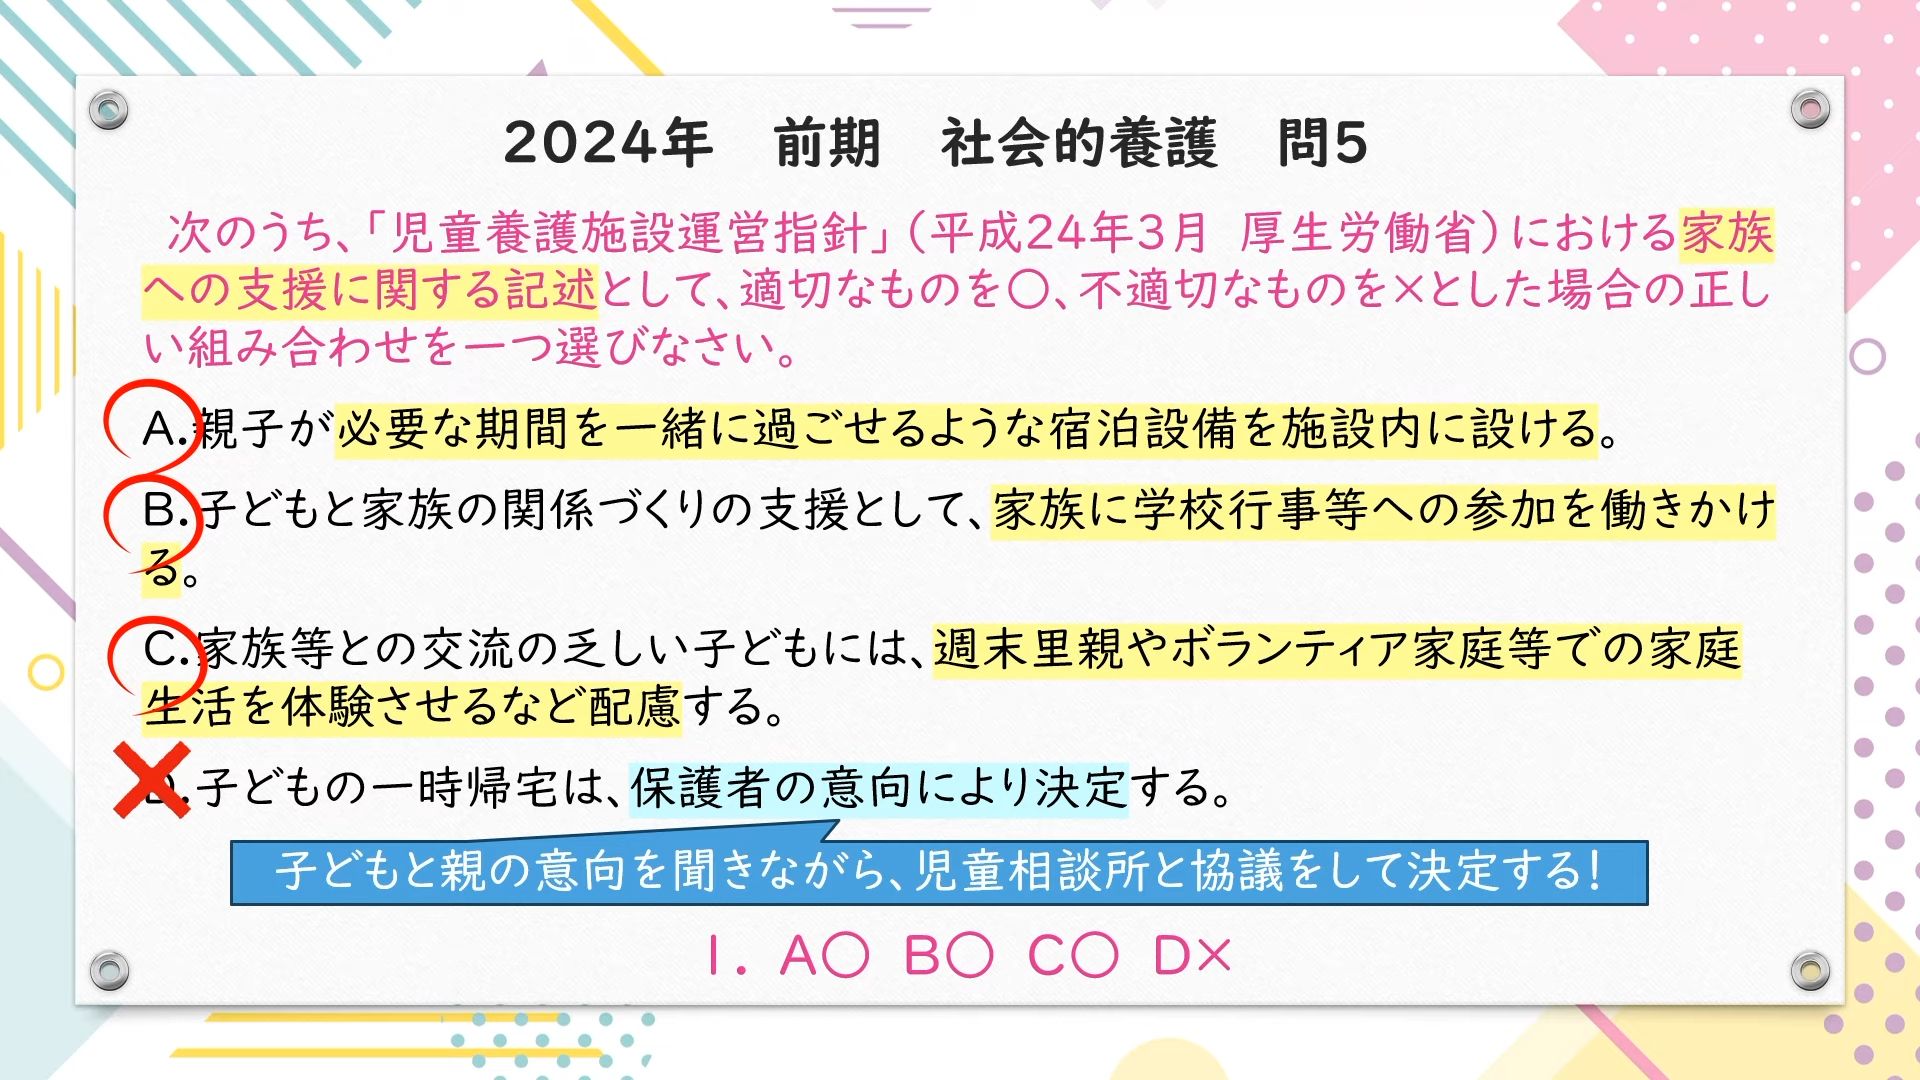 2024年　前期　社会的養護　問5
次のうち、「児童養護施設運営指針」（平成24年3月 厚生労働省）における家族
への支援に関する記述として、適切なものを○、不適切なものを×とした場合の正し
い組み合わせを一つ選びなさい。
A.親子が必要な期間を一緒に過ごせるような宿泊設備を施設内に設ける。
B.子どもと家族の関係づくりの支援として、家族に学校行事等への参加を働きかけ
る。
C.家族等との交流の乏しい子どもには、週末里親やボランティア家庭等での家庭
生活を体験させるなど配慮する。
D.子どもの一時帰宅は、保護者の意向により決定する。
子どもと親の意向を聞きながら、児童相談所と協議をして決定する！
1. A○ B○ C○ D×